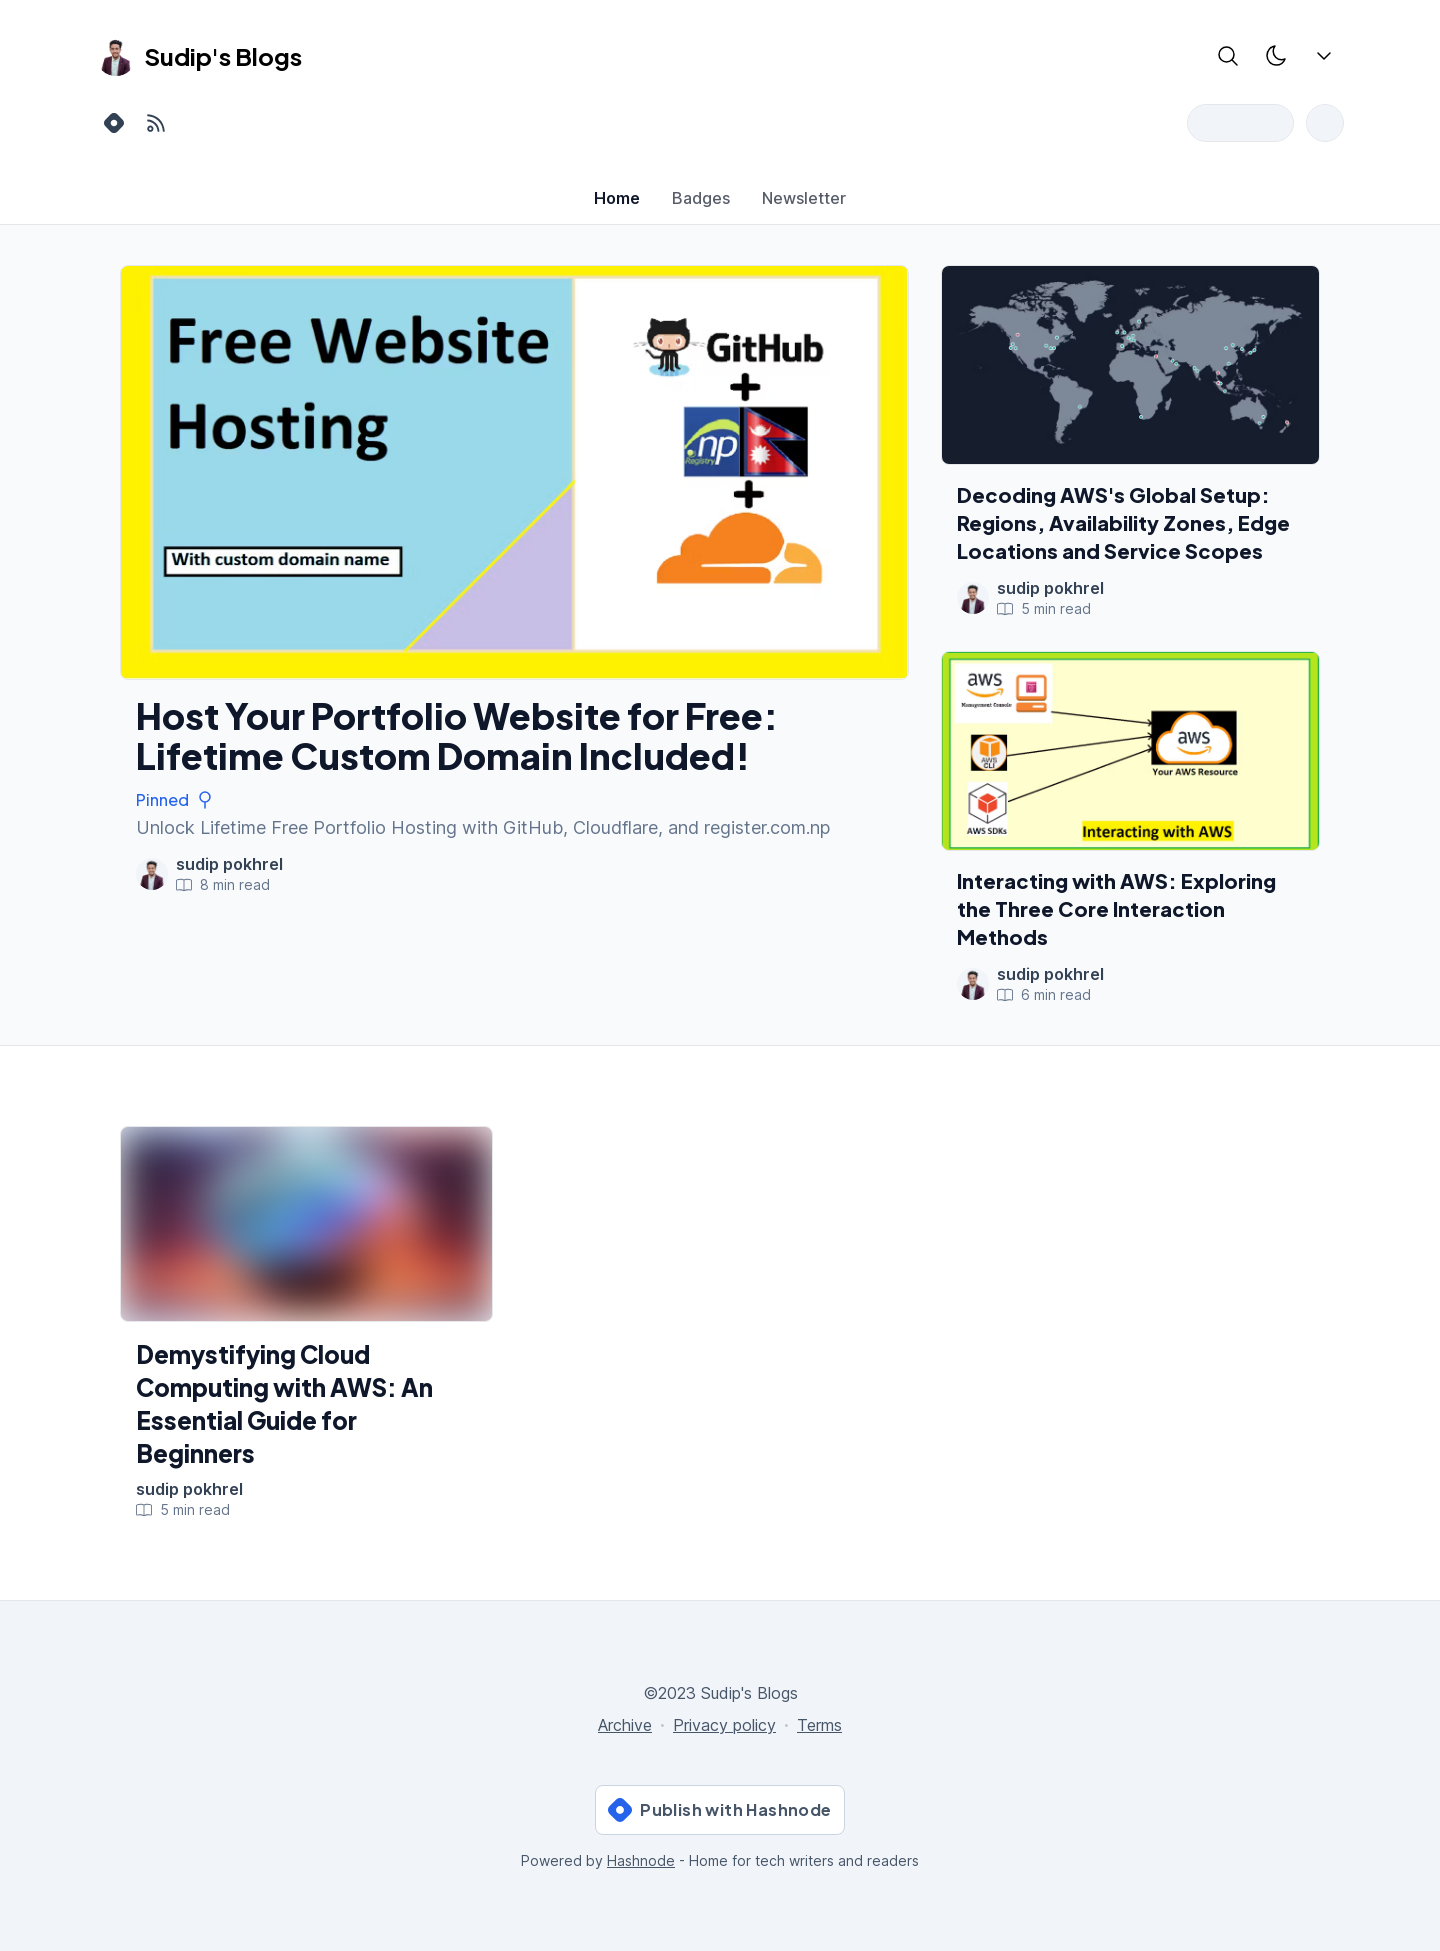 Sudip's Blogs
Home
Badges
Newsletter
Free Website
Hosting
With custom domain name
GitHub
+
.np
Registry
+
Host Your Portfolio Website for Free:
Lifetime Custom Domain Included!
Pinned
Unlock Lifetime Free Portfolio Hosting with GitHub, Cloudflare, and register.com.np
sudip pokhrel
8 min read
Decoding AWS's Global Setup:
Regions, Availability Zones, Edge
Locations and Service Scopes
sudip pokhrel
5 min read
aws
Management Console
AWS
CLI
AWS SDKs
aws
Your AWS Resource
Interacting with AWS
Interacting with AWS: Exploring
the Three Core Interaction
Methods
sudip pokhrel
6 min read
Demystifying Cloud
Computing with AWS: An
Essential Guide for
Beginners
sudip pokhrel
5 min read
©2023 Sudip's Blogs
Archive · Privacy policy · Terms
Publish with Hashnode
Powered by Hashnode - Home for tech writers and readers